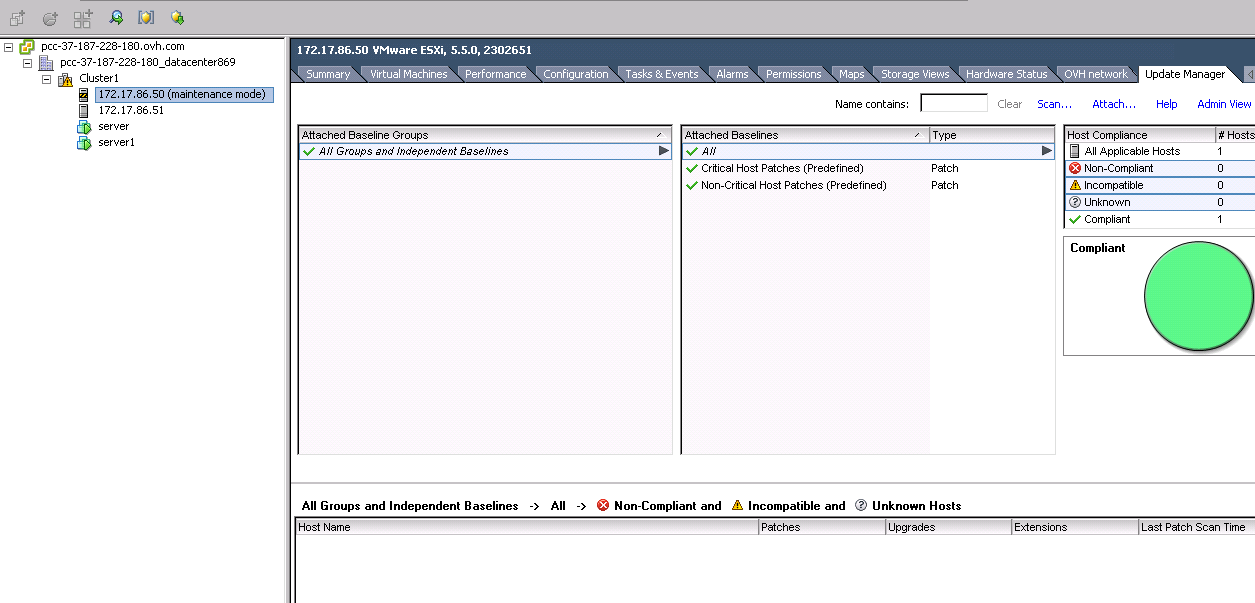 pcc-37-187-228-180.ovh.com
pcc-37-187-228-180_datacenter869
Cluster1
172.17.86.50 (maintenance mode)
172.17.86.51
server
server1
172.17.86.50 VMware ESXi, 5.5.0, 2302651
Summary Virtual Machines Performance Configuration Tasks & Events Alarms Permissions Maps Storage Views Hardware Status OVH network Update Manager
Name contains: Clear Scan... Attach... Help Admin View
Attached Baseline Groups
All Groups and Independent Baselines
Attached Baselines Type
All
Critical Host Patches (Predefined) Patch
Non-Critical Host Patches (Predefined) Patch
Host Compliance # Hosts
All Applicable Hosts 1
Non-Compliant 0
Incompatible 0
Unknown 0
Compliant 1
Compliant
All Groups and Independent Baselines -> All -> Non-Compliant and Incompatible and Unknown Hosts
Host Name Patches Upgrades Extensions Last Patch Scan Time